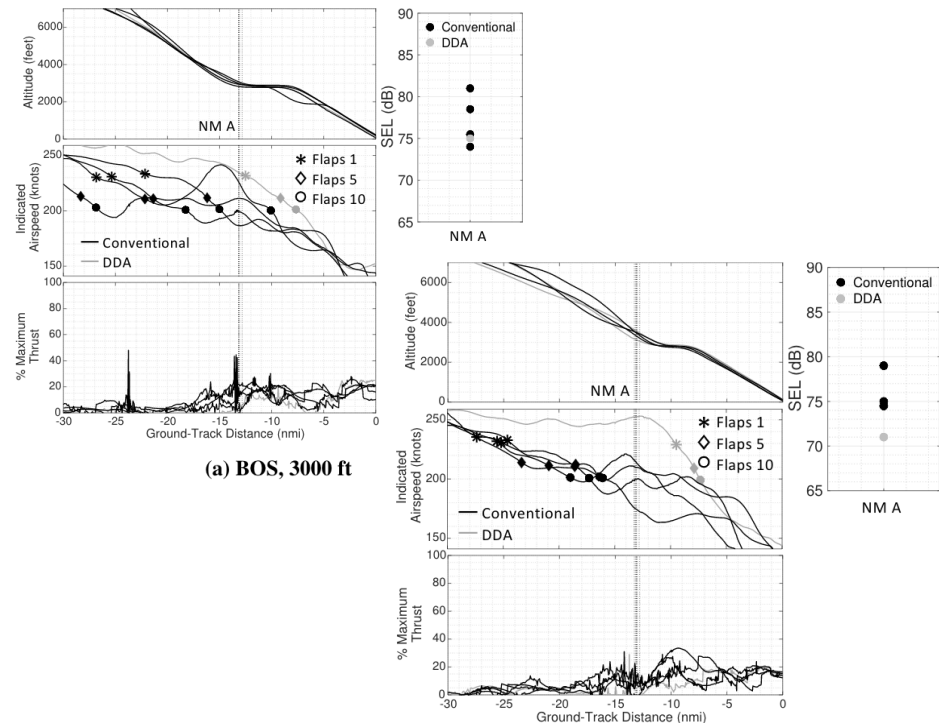 6000
4000
2000
0
Altitude (feet)
NM A
250
200
150
Indicated
Airspeed (knots)
Flaps 1
Flaps 5
Flaps 10
Conventional
DDA
100
80
60
40
20
0
% Maximum
Thrust
-30 -25 -20 -15 -10 -5 0
Ground-Track Distance (nmi)
90
85
80
75
70
65
SEL (dB)
Conventional
DDA
NM A
(a) BOS, 3000 ft
6000
4000
2000
0
Altitude (feet)
NM A
250
200
150
Indicated
Airspeed (knots)
Flaps 1
Flaps 5
Flaps 10
Conventional
DDA
100
80
60
40
20
0
% Maximum
Thrust
-30 -25 -20 -15 -10 -5 0
Ground-Track Distance (nmi)
90
85
80
75
70
65
SEL (dB)
Conventional
DDA
NM A